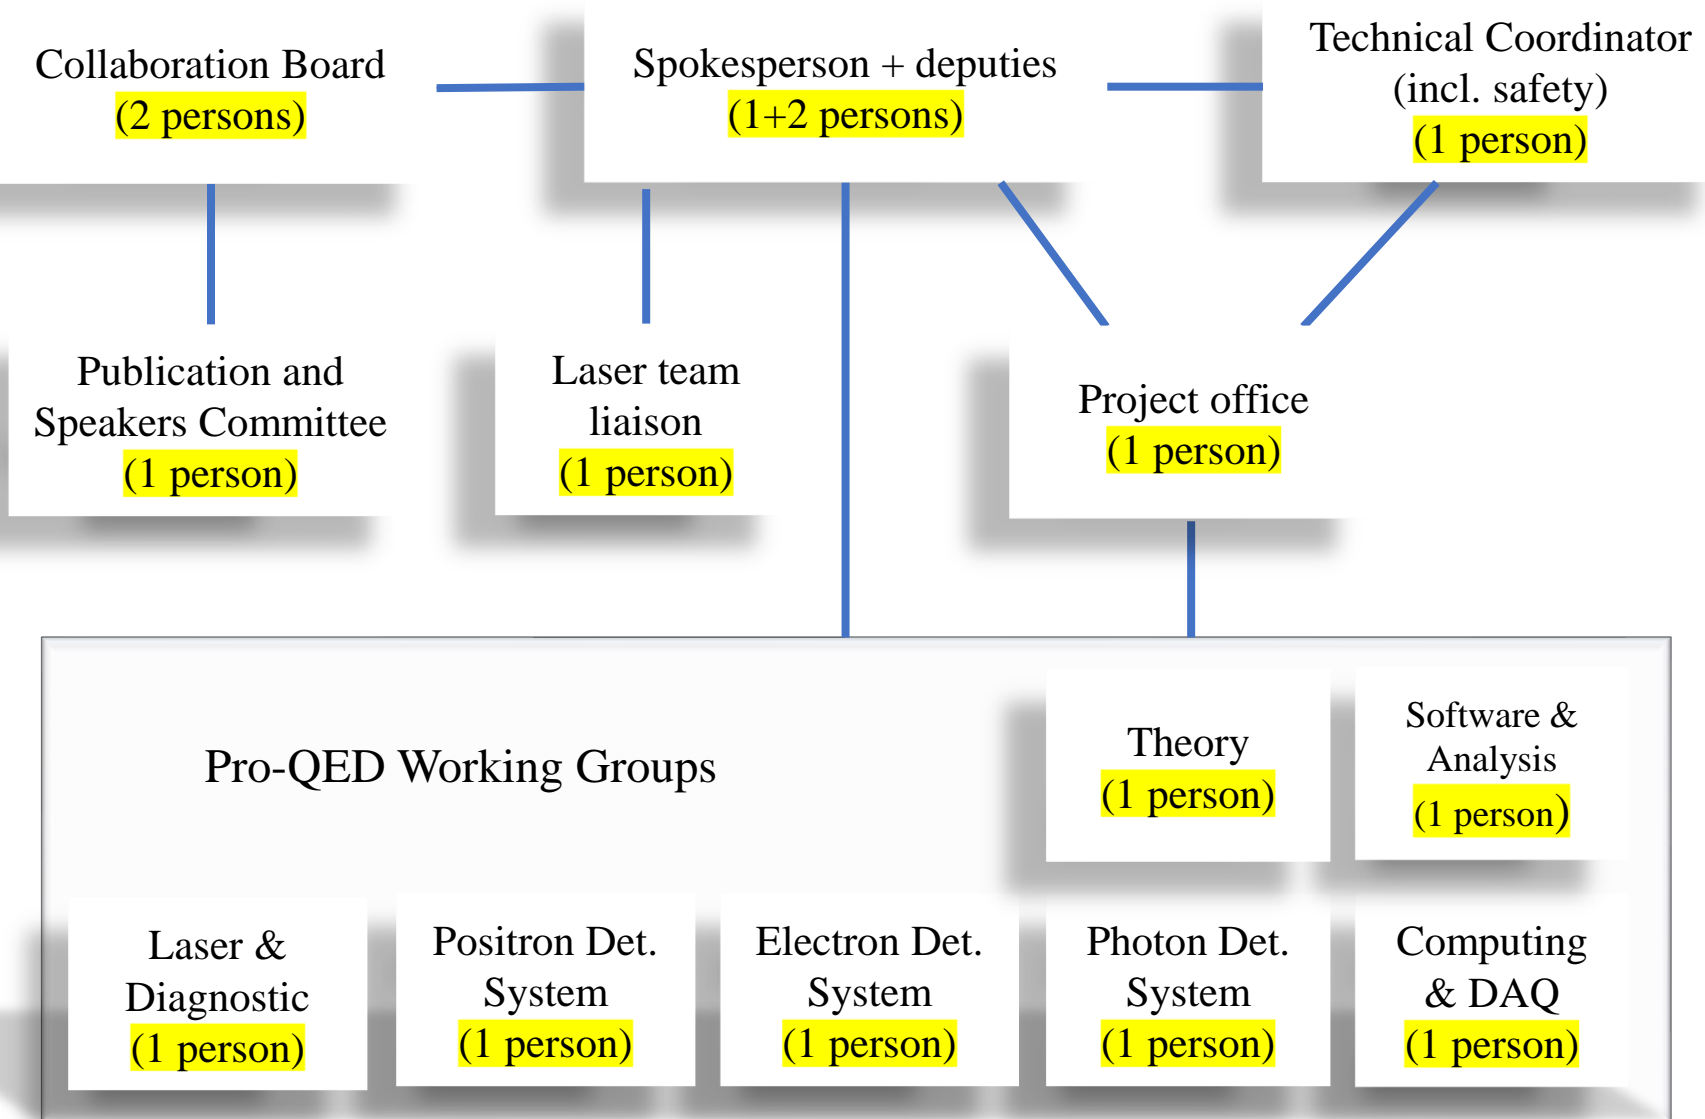 Collaboration Board
(2 persons)
Spokesperson + deputies
(1+2 persons)
Technical Coordinator
(incl. safety)
(1 person)
Publication and
Speakers Committee
(1 person)
Laser team
liaison
(1 person)
Project office
(1 person)
Pro-QED Working Groups
Theory
(1 person)
Software &
Analysis
(1 person)
Laser &
Diagnostic
(1 person)
Positron Det.
System
(1 person)
Electron Det.
System
(1 person)
Photon Det.
System
(1 person)
Computing
& DAQ
(1 person)